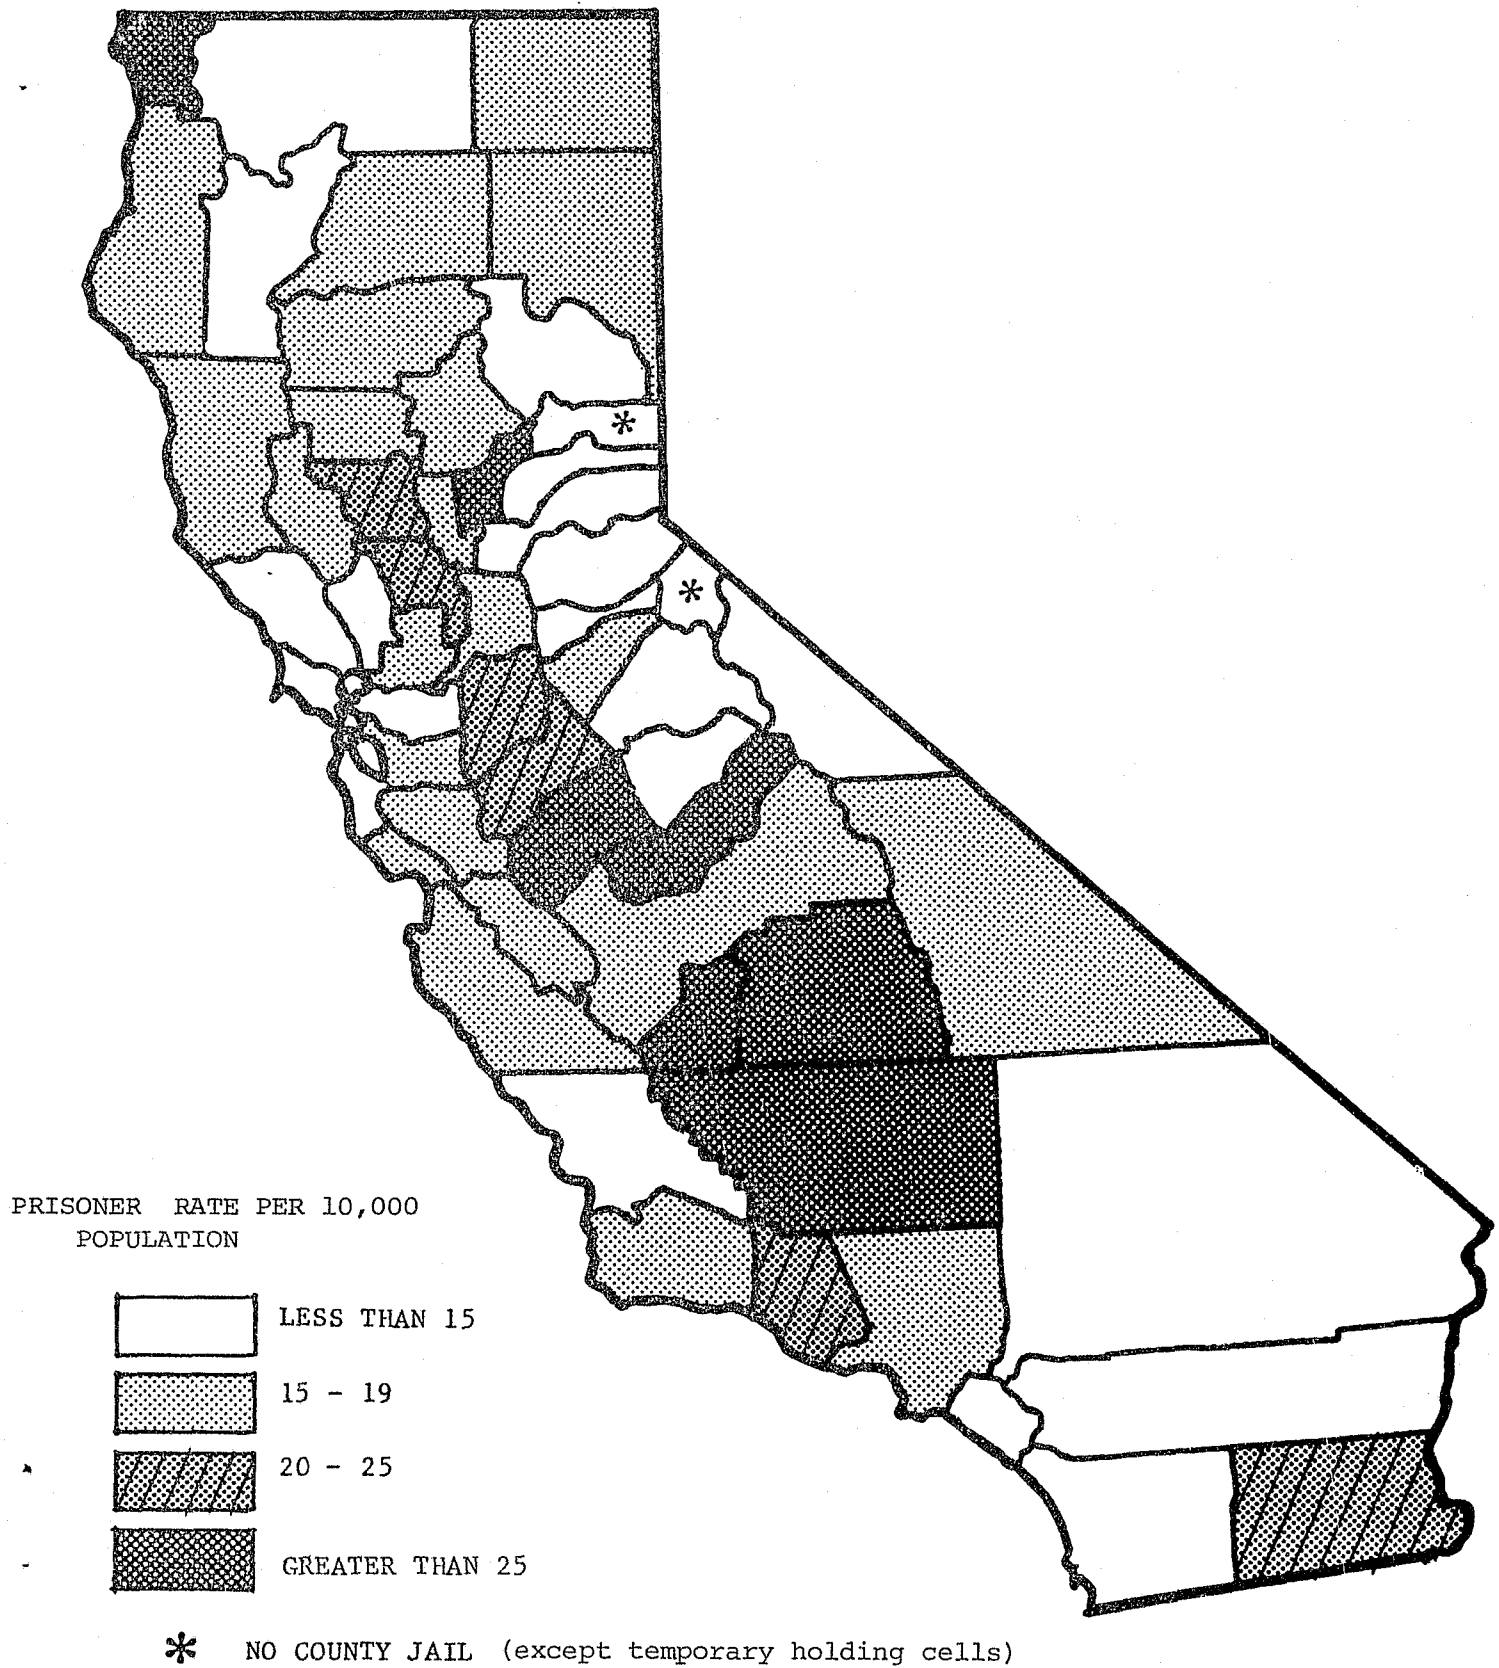 *
*
PRISONER RATE PER 10,000
POPULATION
LESS THAN 15
15 - 19
20 - 25
GREATER THAN 25
* NO COUNTY JAIL (except temporary holding cells)